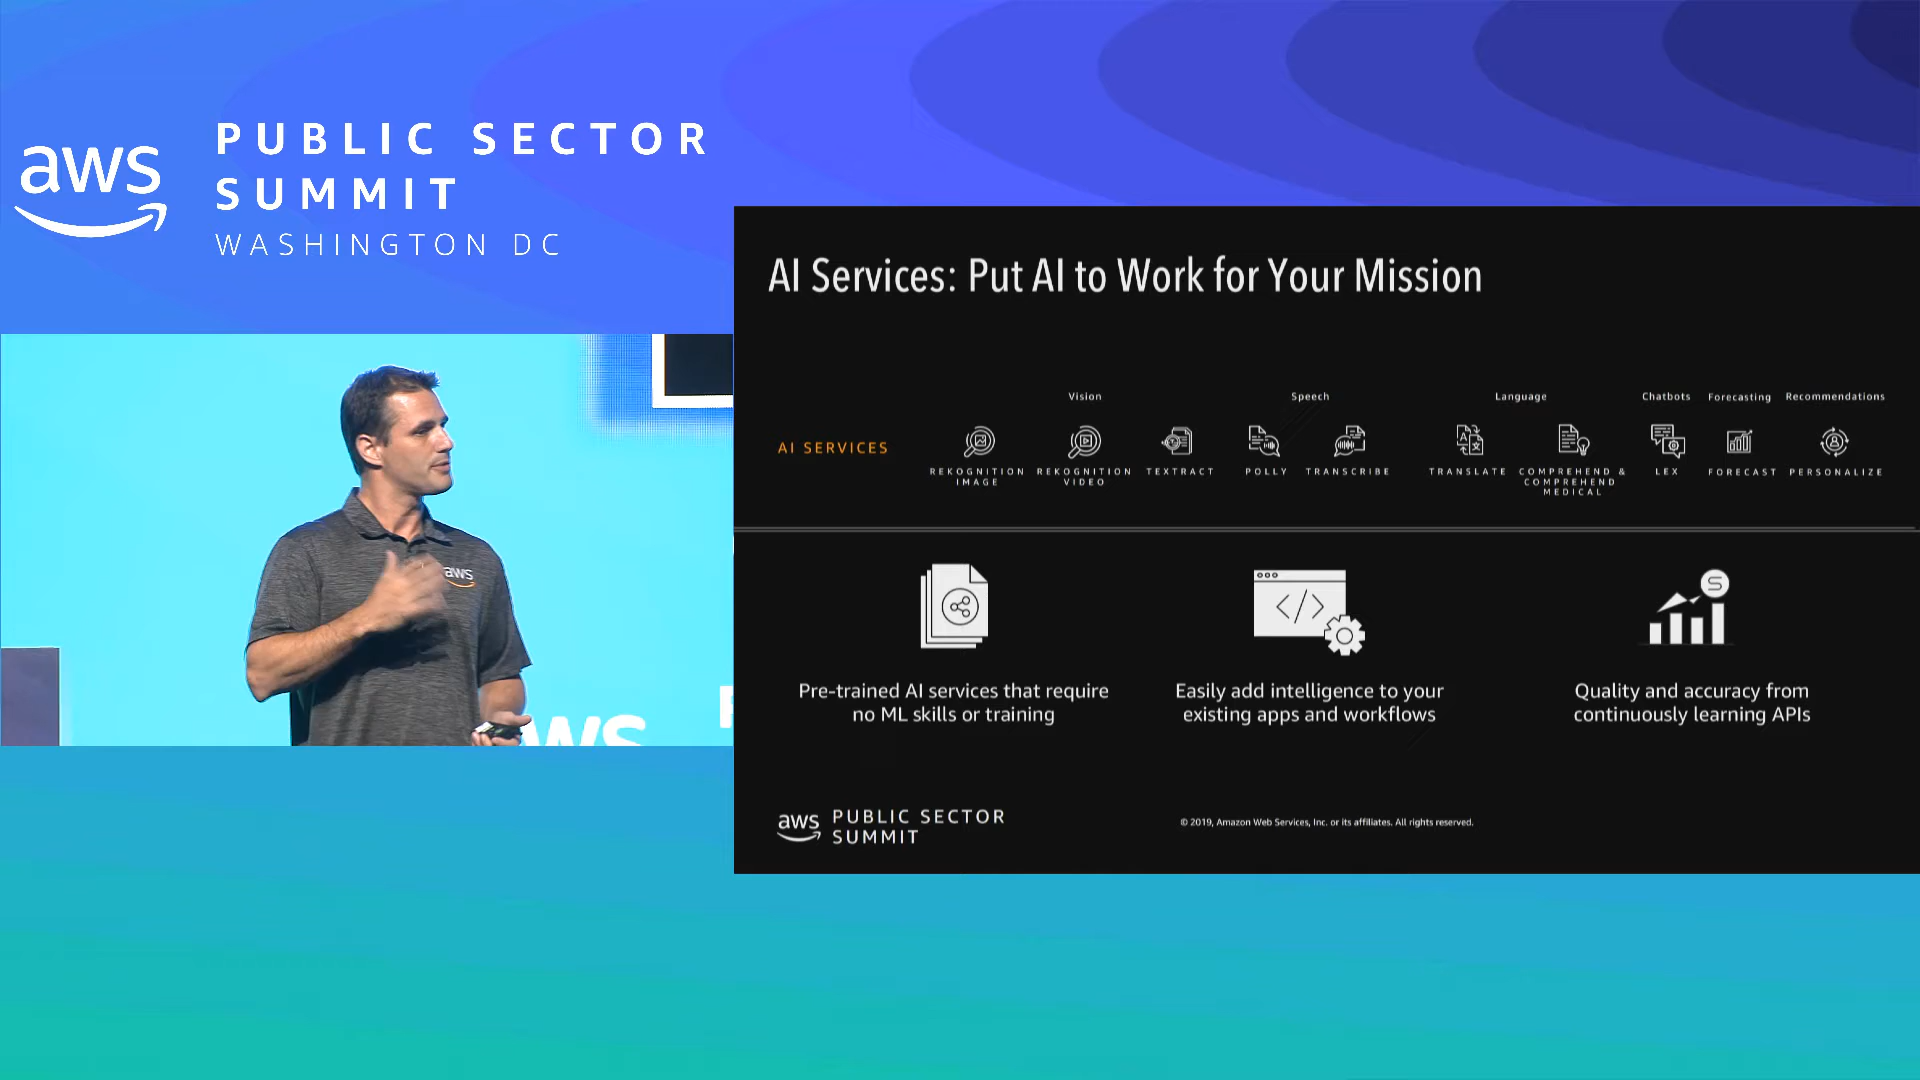 aws
PUBLIC SECTOR
SUMMIT
WASHINGTON DC
AI Services: Put AI to Work for Your Mission
Vision Speech Language Chatbots Forecasting Recommendations
AI SERVICES
REKOGNITION IMAGE
REKOGNITION VIDEO
TEXTRACT
POLLY
TRANSCRIBE
TRANSLATE
COMPREHEND & COMPREHEND MEDICAL
LEX
FORECAST
PERSONALIZE
Pre-trained AI services that require
no ML skills or training
Easily add intelligence to your
existing apps and workflows
Quality and accuracy from
continuously learning APIs
aws
PUBLIC SECTOR
SUMMIT
© 2019, Amazon Web Services, Inc. or its affiliates. All rights reserved.
aws